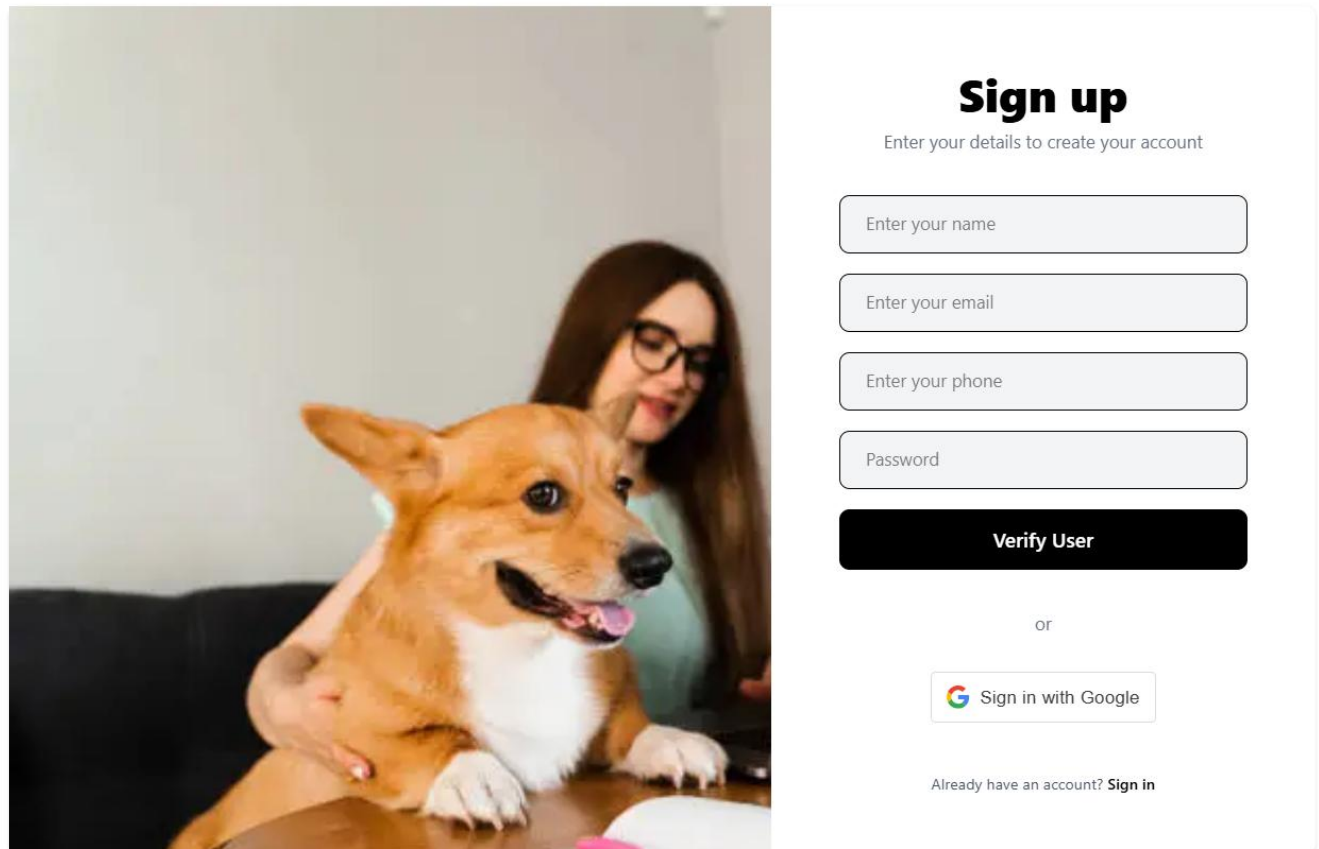 Sign up
Enter your details to create your account
Enter your name
Enter your email
Enter your phone
Password
Verify User
or
Sign in with Google
Already have an account? Sign in